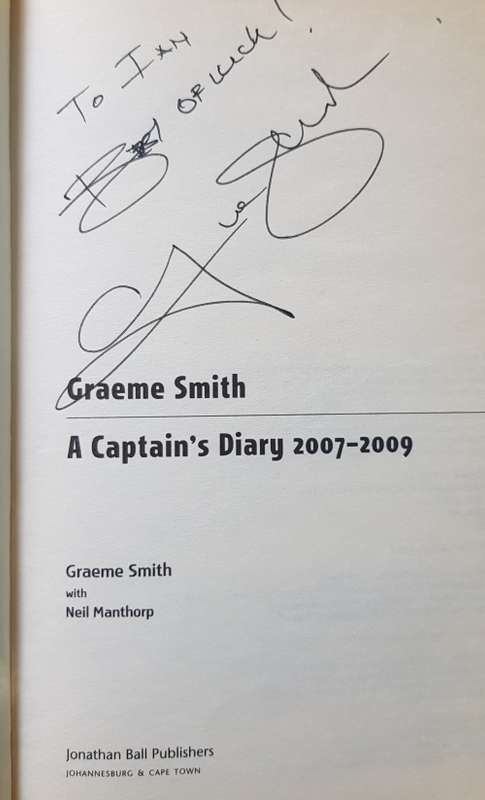 To Ian
Best OF luck!
Graeme Smith
A Captain's Diary 2007–2009
Graeme Smith
with
Neil Manthorp
Jonathan Ball Publishers
JOHANNESBURG & CAPE TOWN